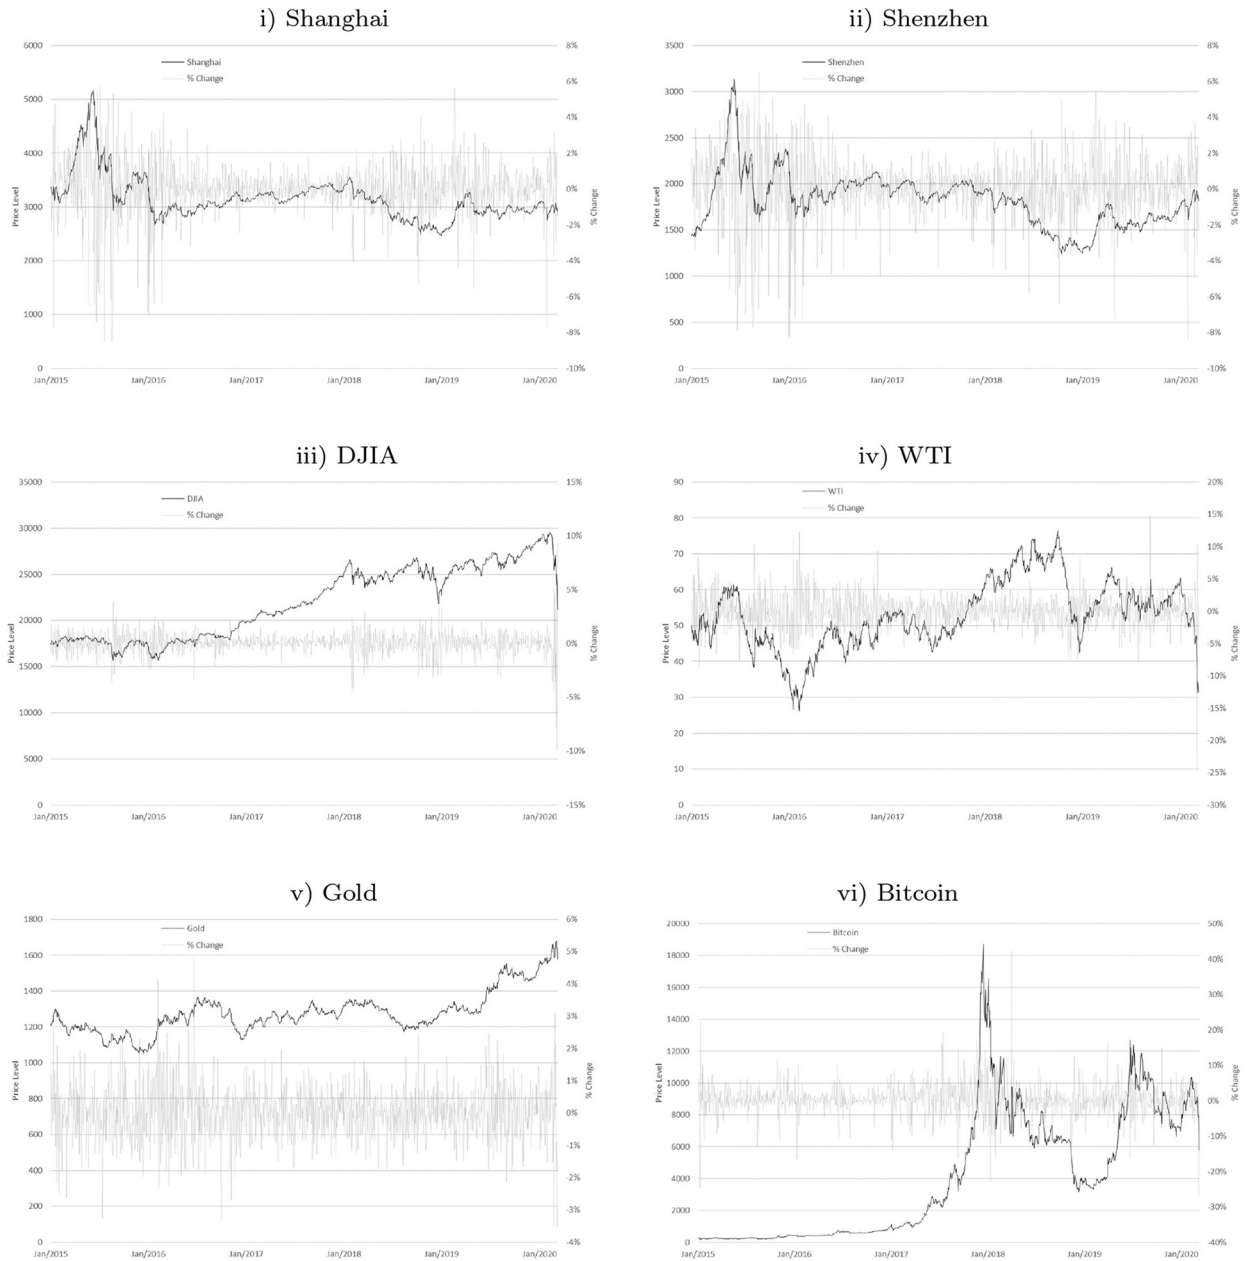 i) Shanghai
ii) Shenzhen
6000 8% 3500 8%
Shanghai Shenzhen
% Change % Change
5000 6% 3000 6%
4% 2500 4%
4000 2% 2000 2%
Price Level 3000 0% % Change
Price Level 1500 0% % Change
-2% -2%
2000 -4% 1000 -4%
-6% -6%
1000 -8% 500 -8%
0 -10% 0 -10%
Jan/2015 Jan/2016 Jan/2017 Jan/2018 Jan/2019 Jan/2020
Jan/2015 Jan/2016 Jan/2017 Jan/2018 Jan/2019 Jan/2020
iii) DJIA
iv) WTI
35000 15% 90 20%
DJIA WTI
% Change % Change
30000 10% 80 15%
25000 5% 70 10%
20000 0% 60 5%
Price Level 15000 % Change
Price Level 50 0% % Change
10000 -5% 40 -5%
5000 -10% 30 -10%
0 -15% 20 -15%
10 -20%
0 -25%
-30%
Jan/2015 Jan/2016 Jan/2017 Jan/2018 Jan/2019 Jan/2020
Jan/2015 Jan/2016 Jan/2017 Jan/2018 Jan/2019 Jan/2020
v) Gold
vi) Bitcoin
1800 6% 20000 50%
Gold Bitcoin
% Change % Change
1600 5% 18000 40%
1400 4% 16000 30%
1200 3% 14000 20%
1000 2% 12000 10%
Price Level 800 1% % Change
Price Level 10000 0% % Change
600 0% 8000 -10%
400 -1% 6000 -20%
200 -2% 4000 -30%
0 -3% 2000 -40%
-4% 0
Jan/2015 Jan/2016 Jan/2017 Jan/2018 Jan/2019 Jan/2020
Jan/2015 Jan/2016 Jan/2017 Jan/2018 Jan/2019 Jan/2020